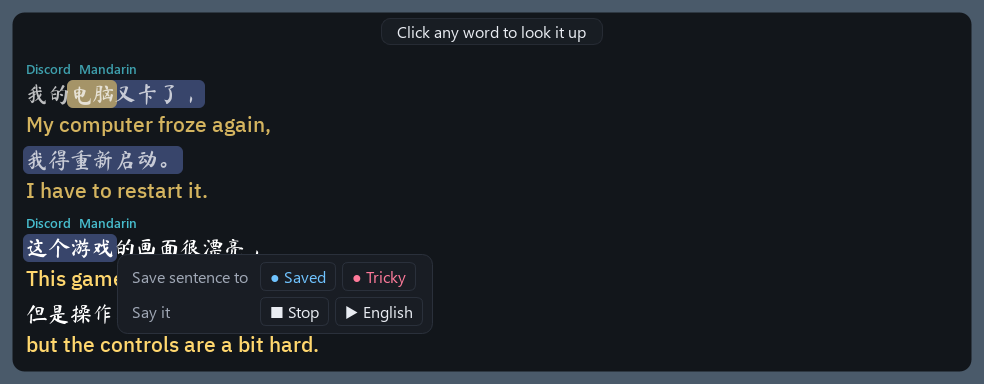 Click any word to look it up
Discord Mandarin
我的电脑又卡了，
My computer froze again,
我得重新启动。
I have to restart it.
Discord Mandarin
这个游戏的画面很漂亮，
This game
Save sentence to ● Saved ● Tricky
但是操作
Say it ■ Stop ▶ English
but the controls are a bit hard.